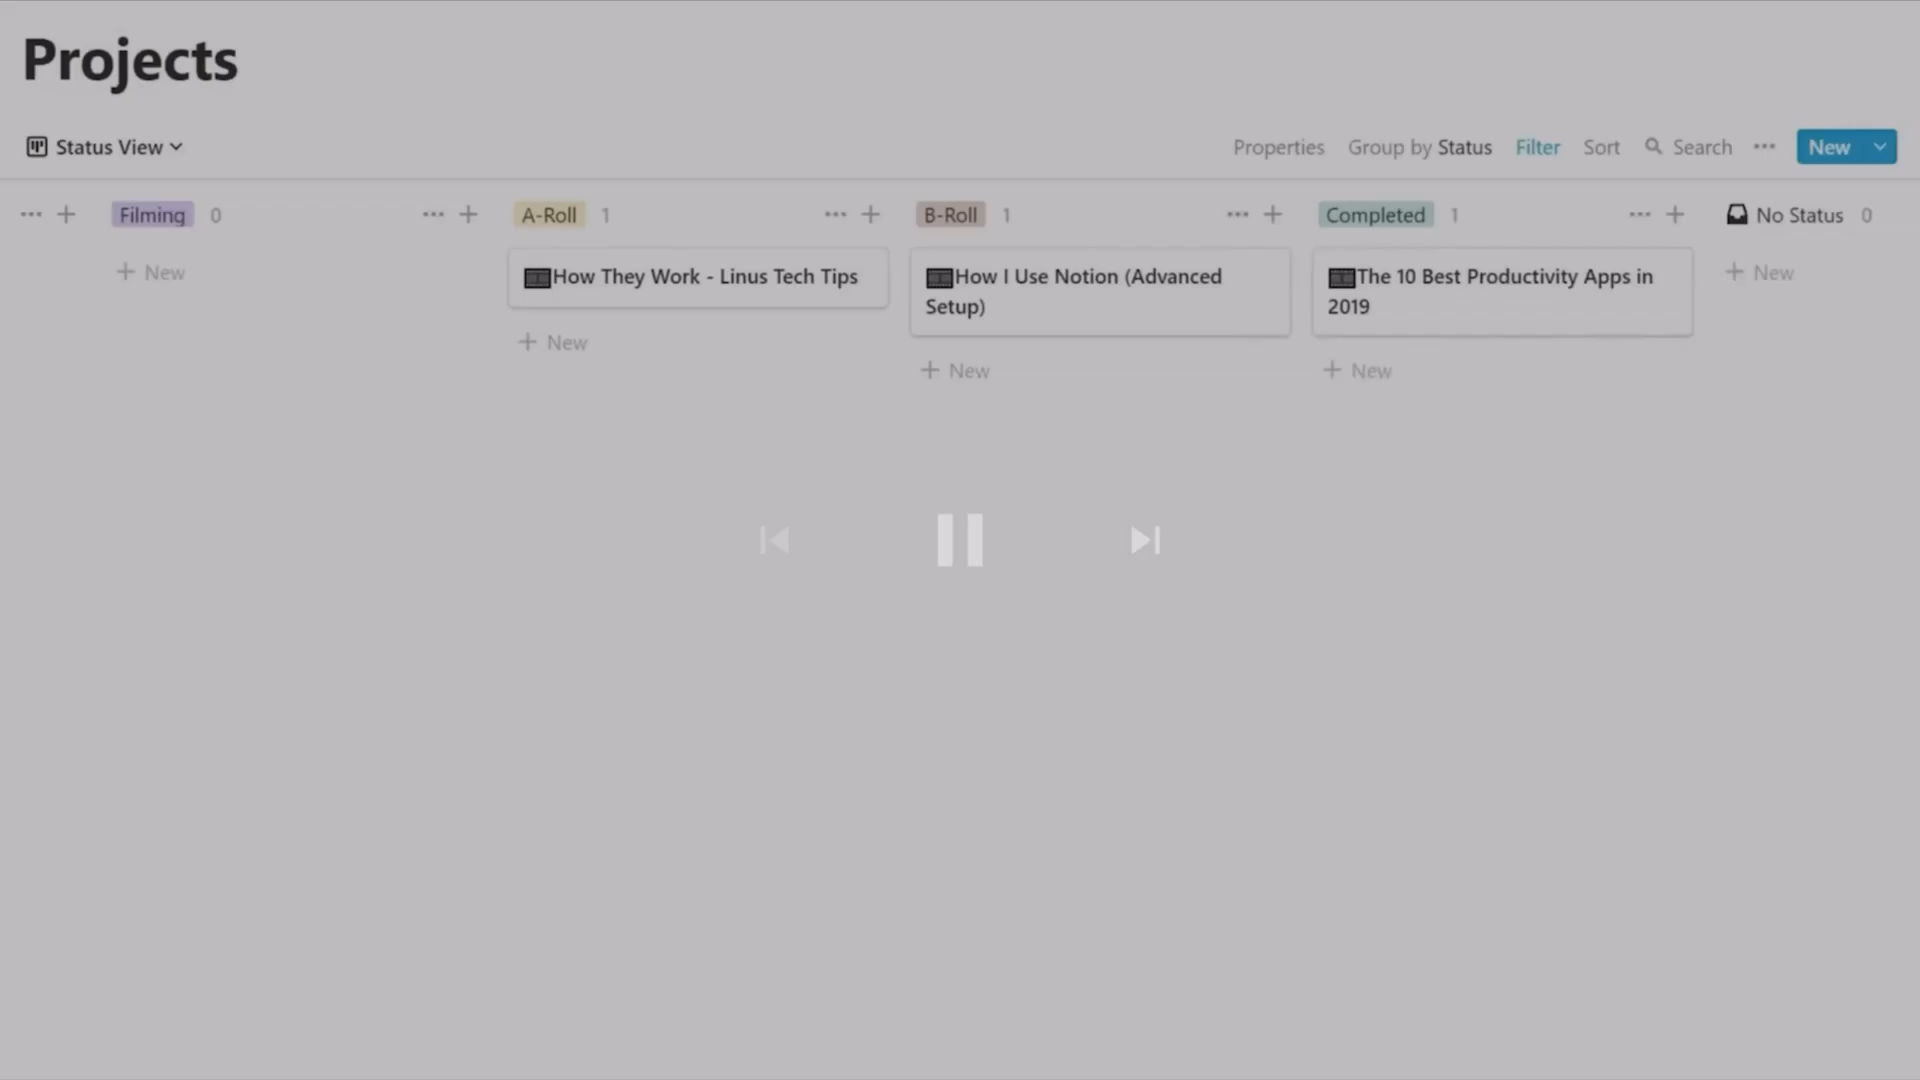 Projects
Status View
Properties Group by Status Filter Sort Search ... New
... + Filming 0 ... + A-Roll 1 ... + B-Roll 1 ... + Completed 1 ... + No Status 0
+ New
How They Work - Linus Tech Tips
+ New
How I Use Notion (Advanced
Setup)
+ New
The 10 Best Productivity Apps in
2019
+ New
+ New